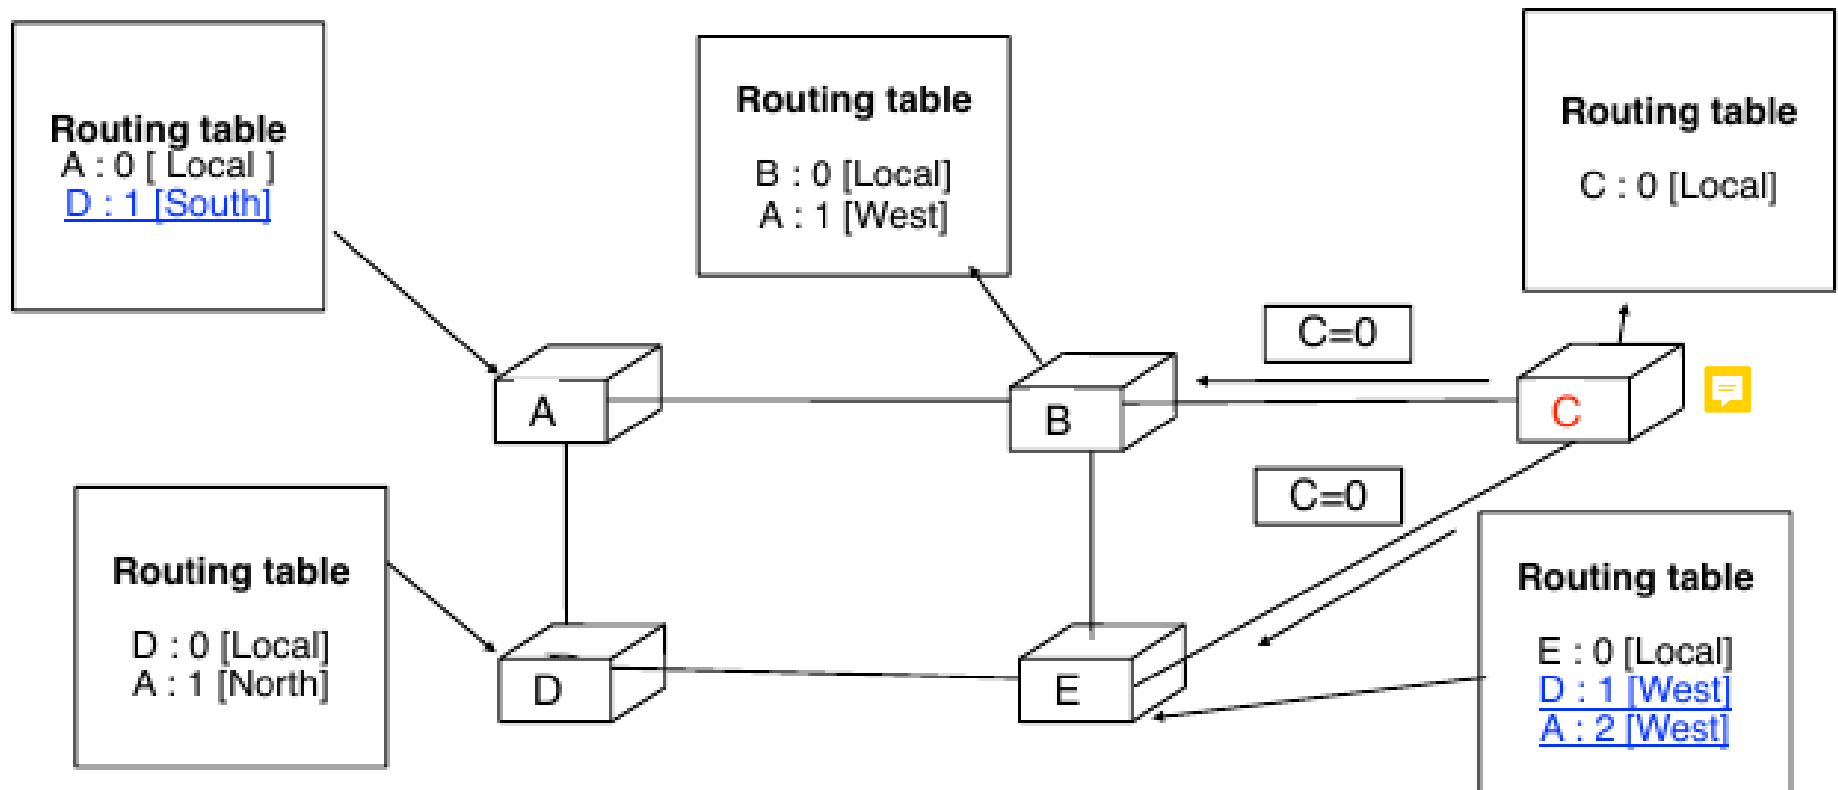 Routing table
A : 0 [ Local ]
D : 1 [South]
Routing table
B : 0 [Local]
A : 1 [West]
Routing table
C : 0 [Local]
C=0
A
B
C
C=0
Routing table
D : 0 [Local]
A : 1 [North]
D
E
Routing table
E : 0 [Local]
D : 1 [West]
A : 2 [West]